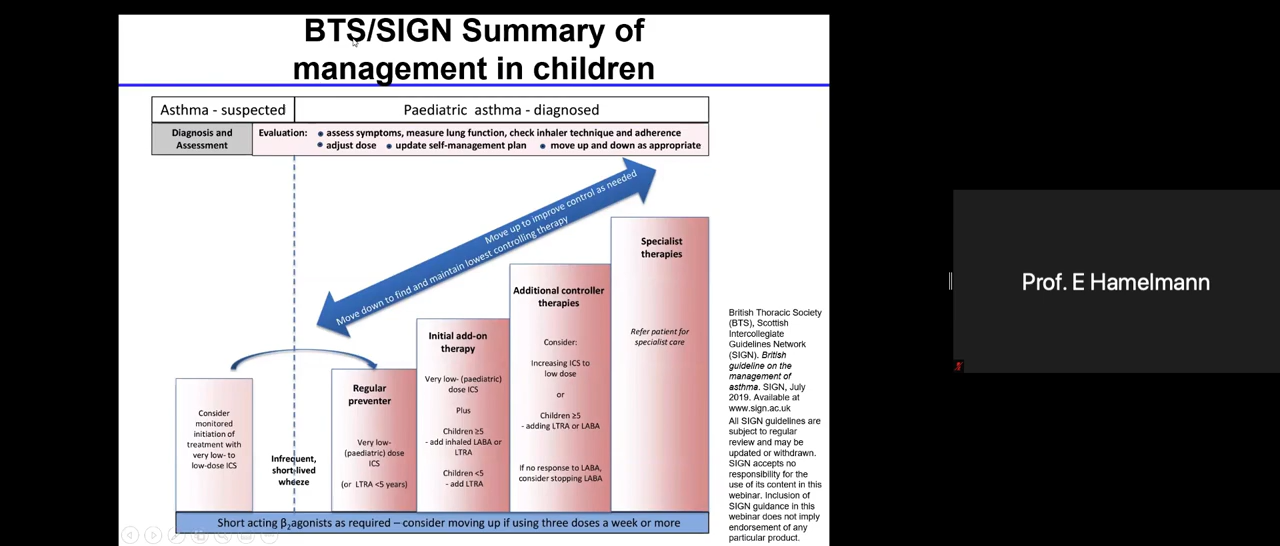 BTS/SIGN Summary of
management in children
Asthma - suspected
Paediatric asthma - diagnosed
Diagnosis and
Assessment
Evaluation: • assess symptoms, measure lung function, check inhaler technique and adherence
• adjust dose • update self-management plan • move up and down as appropriate
Move up to improve control as needed
Move down to find and maintain lowest controlling therapy
Consider
monitored
initiation of
treatment with
very low- to
low-dose ICS
Infrequent,
short-lived
wheeze
Regular
preventer
Very low-
(paediatric) dose
ICS
(or LTRA <5 years)
Initial add-on
therapy
Very low- (paediatric)
dose ICS
Plus
Children ≥5
- add inhaled LABA or
LTRA
Children <5
- add LTRA
Additional controller
therapies
Consider:
Increasing ICS to
low dose
or
Children ≥5
- adding LTRA or LABA
If no response to LABA,
consider stopping LABA
Specialist
therapies
Refer patient for
specialist care
Short acting β2agonists as required – consider moving up if using three doses a week or more
British Thoracic Society
(BTS), Scottish
Intercollegiate
Guidelines Network
(SIGN). British
guideline on the
management of
asthma. SIGN, July
2019. Available at
www.sign.ac.uk
All SIGN guidelines are
subject to regular
review and may be
updated or withdrawn.
SIGN accepts no
responsibility for the
use of its content in this
webinar. Inclusion of
SIGN guidance in this
webinar does not imply
endorsement of any
particular product.
Prof. E Hamelmann